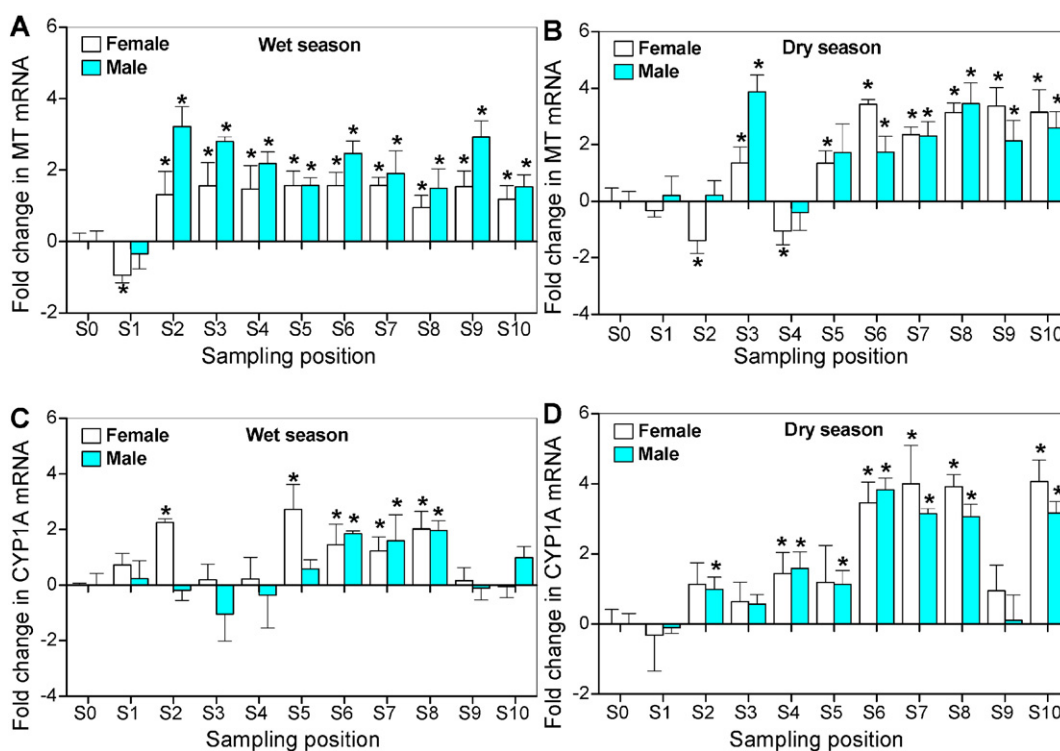 A
Wet season
Female
Male
Fold change in MT mRNA
6
4
2
0
-2
* * * * * * * * * * * * * * * * * * *
S0 S1 S2 S3 S4 S5 S6 S7 S8 S9 S10
Sampling position
B
Dry season
Female
Male
Fold change in MT mRNA
6
4
2
0
-2
-4
* * * * * * * * * * * * * * *
S0 S1 S2 S3 S4 S5 S6 S7 S8 S9 S10
Sampling position
C
Wet season
Female
Male
Fold change in CYP1A mRNA
6
4
2
0
-2
-4
* * * * * * * *
S0 S1 S2 S3 S4 S5 S6 S7 S8 S9 S10
Sampling position
D
Dry season
Female
Male
Fold change in CYP1A mRNA
6
4
2
0
-2
* * * * * * * * * * * *
S0 S1 S2 S3 S4 S5 S6 S7 S8 S9 S10
Sampling position